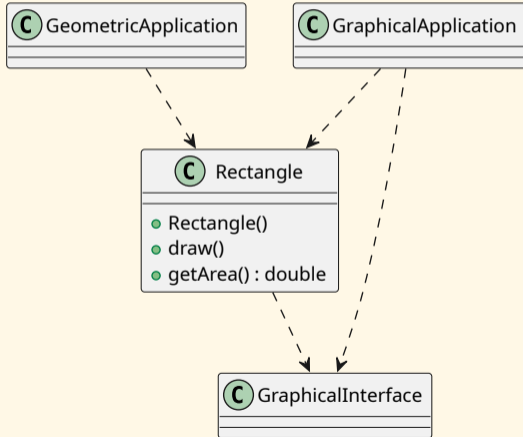 C GeometricApplication
C GraphicalApplication
C Rectangle
Rectangle()
draw()
getArea() : double
C GraphicalInterface